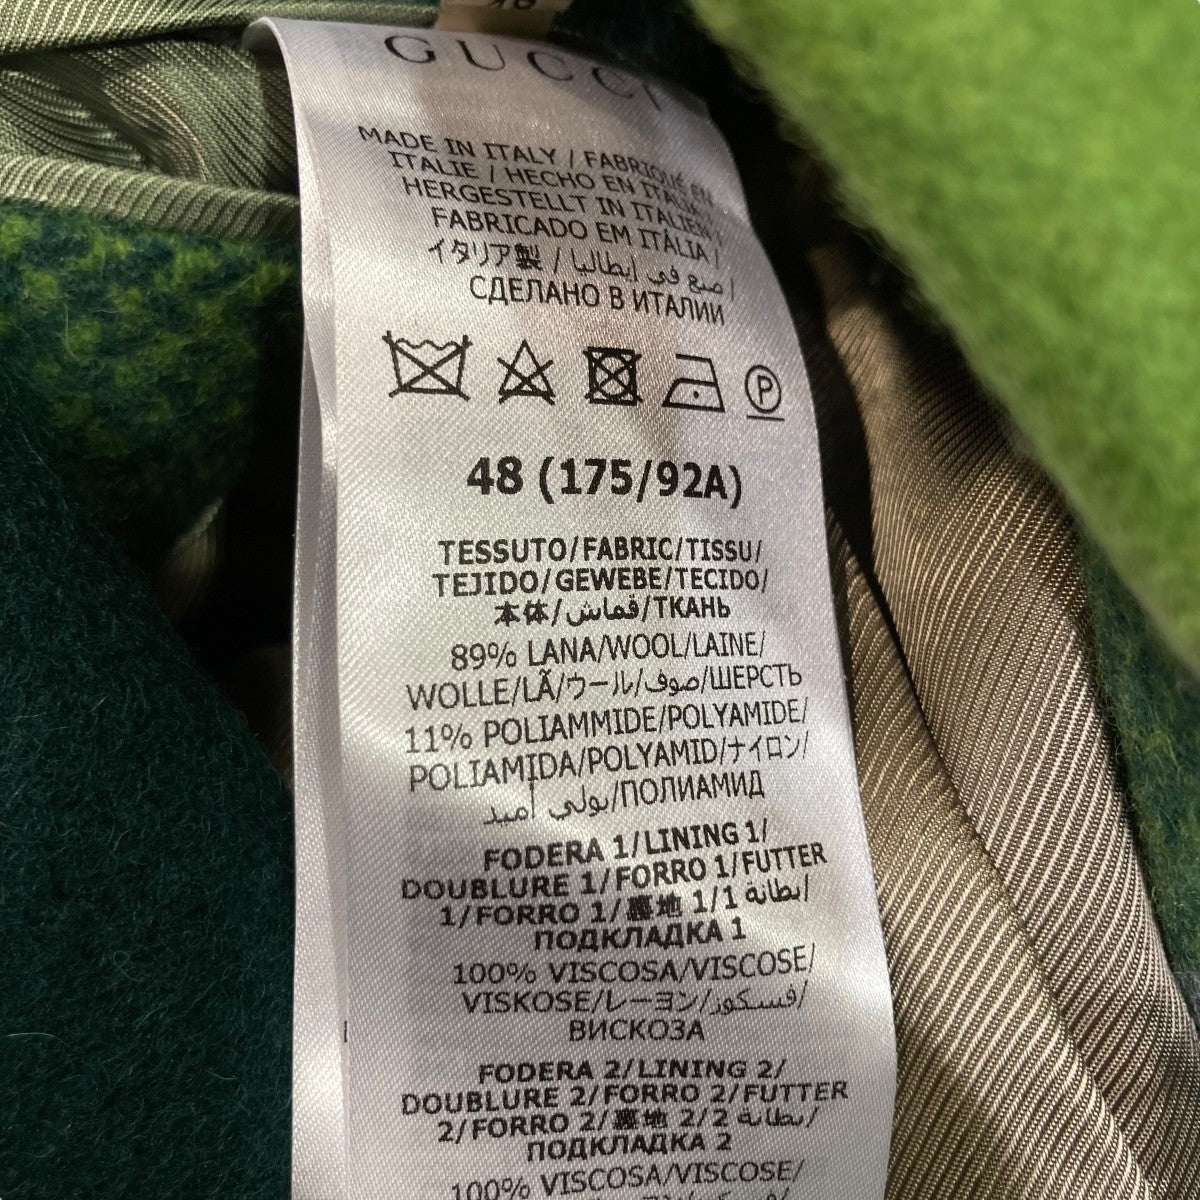 48
GUCCI
MADE IN ITALY / FABRIQUÉ EN
ITALIE / HECHO EN ITALIA /
HERGESTELLT IN ITALIEN /
FABRICADO EM ITÁLIA /
イタリア製 / صنع في إيطاليا /
СДЕЛАНО В ИТАЛИИ
P
48 (175/92A)
TESSUTO/FABRIC/TISSU/
TEJIDO/GEWEBE/TECIDO/
本体/قماش/ТКАНЬ
89% LANA/WOOL/LAINE/
WOLLE/LÃ/ウール/صوف/ШЕРСТЬ
11% POLIAMMIDE/POLYAMIDE/
POLIAMIDA/POLYAMID/ナイロン/
بولي أميد/ПОЛИАМИД
FODERA 1/LINING 1/
DOUBLURE 1/FORRO 1/FUTTER
1/FORRO 1/裏地 1/1 بطانة/
ПОДКЛАДКА 1
100% VISCOSA/VISCOSE/
VISKOSE/レーヨン/فسكوز/
ВИСКОЗА
FODERA 2/LINING 2/
DOUBLURE 2/FORRO 2/FUTTER
2/FORRO 2/裏地 2/2 بطانة/
ПОДКЛАДКА 2
100% VISCOSA/VISCOSE/